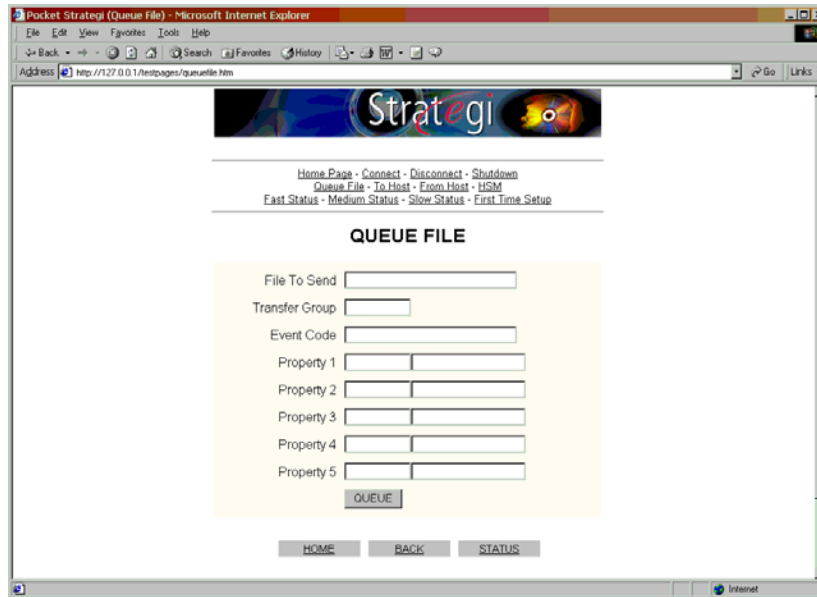 Pocket Strategi (Queue File) - Microsoft Internet Explorer
File Edit View Favorites Tools Help
Back Search Favorites History
Address http://127.0.0.1/testpages/queuefile.htm Go Links
Strategi
Home Page - Connect - Disconnect - Shutdown
Queue File - To Host - From Host - HSM
Fast Status - Medium Status - Slow Status - First Time Setup
QUEUE FILE
File To Send
Transfer Group
Event Code
Property 1
Property 2
Property 3
Property 4
Property 5
QUEUE
HOME BACK STATUS
Internet